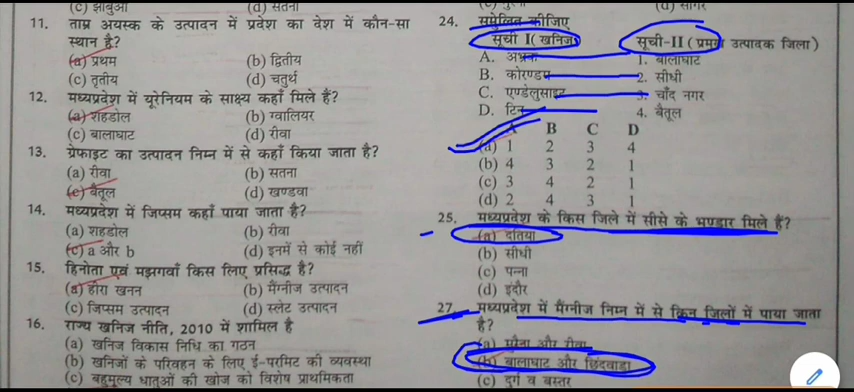 (c) झाबुआ (d) सतना
11. ताम्र अयस्क के उत्पादन में प्रदेश का देश में कौन-सा
स्थान है?
(a) प्रथम (b) द्वितीय
(c) तृतीय (d) चतुर्थ
12. मध्यप्रदेश में यूरेनियम के साक्ष्य कहाँ मिले हैं?
(a) शहडोल (b) ग्वालियर
(c) बालाघाट (d) रीवा
13. ग्रेफाइट का उत्पादन निम्न में से कहाँ किया जाता है?
(a) रीवा (b) सतना
(c) बैतूल (d) खण्डवा
14. मध्यप्रदेश में जिप्सम कहाँ पाया जाता है?
(a) शहडोल (b) रीवा
(c) a और b (d) इनमें से कोई नहीं
15. हिनोता एवं मझगवाँ किस लिए प्रसिद्ध है?
(a) हीरा खनन (b) मैंगनीज उत्पादन
(c) जिप्सम उत्पादन (d) स्लेट उत्पादन
16. राज्य खनिज नीति, 2010 में शामिल है
(a) खनिज विकास निधि का गठन
(b) खनिजों के परिवहन के लिए ई-परमिट की व्यवस्था
(c) बहुमूल्य धातुओं की खोज को विशेष प्राथमिकता
(d) सागर
24. सुमेलित कीजिए
सूची I (खनिज) सूची-II (प्रमुख उत्पादक जिला)
A. अभ्रक 1. बालाघाट
B. कोरण्डम 2. सीधी
C. एण्डेलुसाइट 3. चाँद नगर
D. टिन 4. बैतूल
A B C D
(a) 1 2 3 4
(b) 4 3 2 1
(c) 3 4 2 1
(d) 2 4 3 1
25. मध्यप्रदेश के किस जिले में सीसे के भण्डार मिले हैं?
(a) दतिया
(b) सीधी
(c) पन्ना
(d) इंदौर
27. मध्यप्रदेश में मैंग्नीज निम्न में से किन जिलों में पाया जाता
है?
(a) मुरैना और रीवा
(b) बालाघाट और छिंदवाडा
(c) दुर्ग व बस्तर